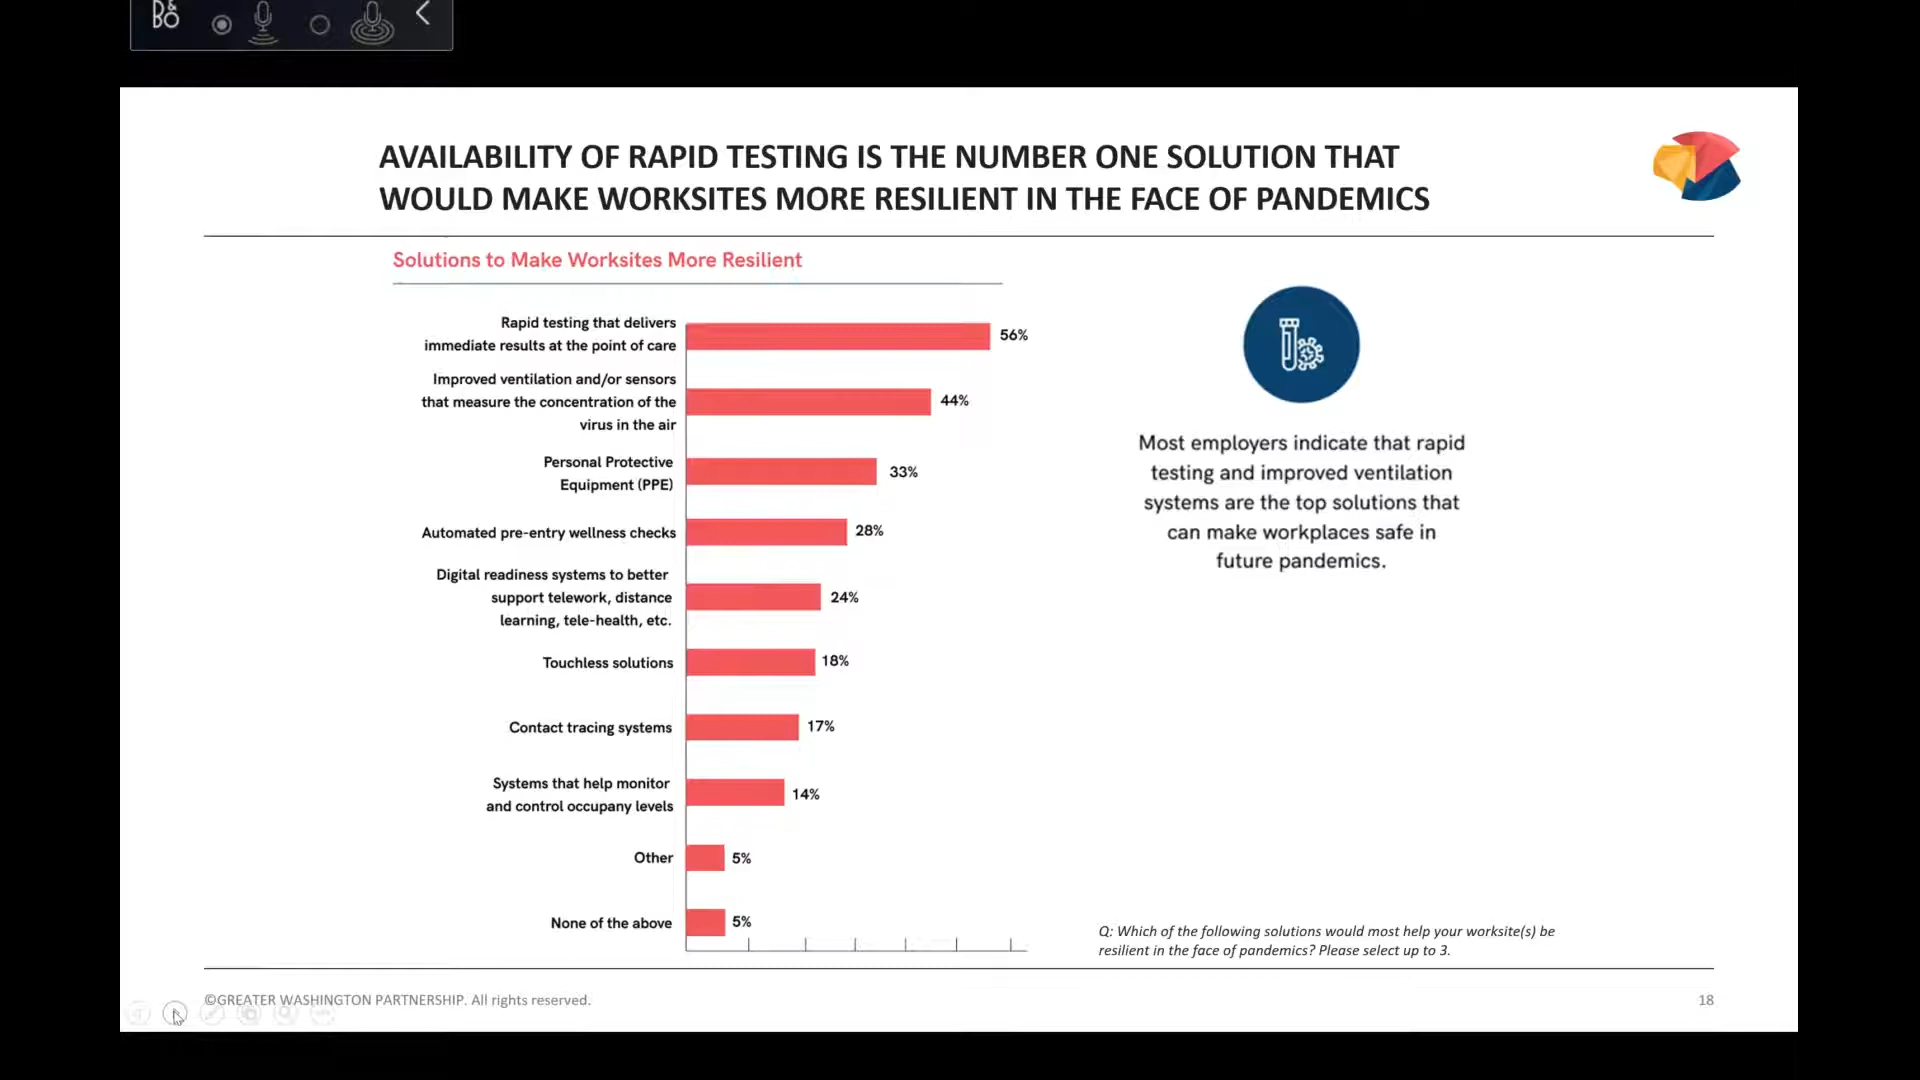 B&O
AVAILABILITY OF RAPID TESTING IS THE NUMBER ONE SOLUTION THAT
WOULD MAKE WORKSITES MORE RESILIENT IN THE FACE OF PANDEMICS
Solutions to Make Worksites More Resilient
Rapid testing that delivers
immediate results at the point of care
56%
Improved ventilation and/or sensors
that measure the concentration of the
virus in the air
44%
Personal Protective
Equipment (PPE)
33%
Automated pre-entry wellness checks
28%
Digital readiness systems to better
support telework, distance
learning, tele-health, etc.
24%
Touchless solutions
18%
Contact tracing systems
17%
Systems that help monitor
and control occupany levels
14%
Other
5%
None of the above
5%
Most employers indicate that rapid
testing and improved ventilation
systems are the top solutions that
can make workplaces safe in
future pandemics.
Q: Which of the following solutions would most help your worksite(s) be
resilient in the face of pandemics? Please select up to 3.
©GREATER WASHINGTON PARTNERSHIP. All rights reserved.
18